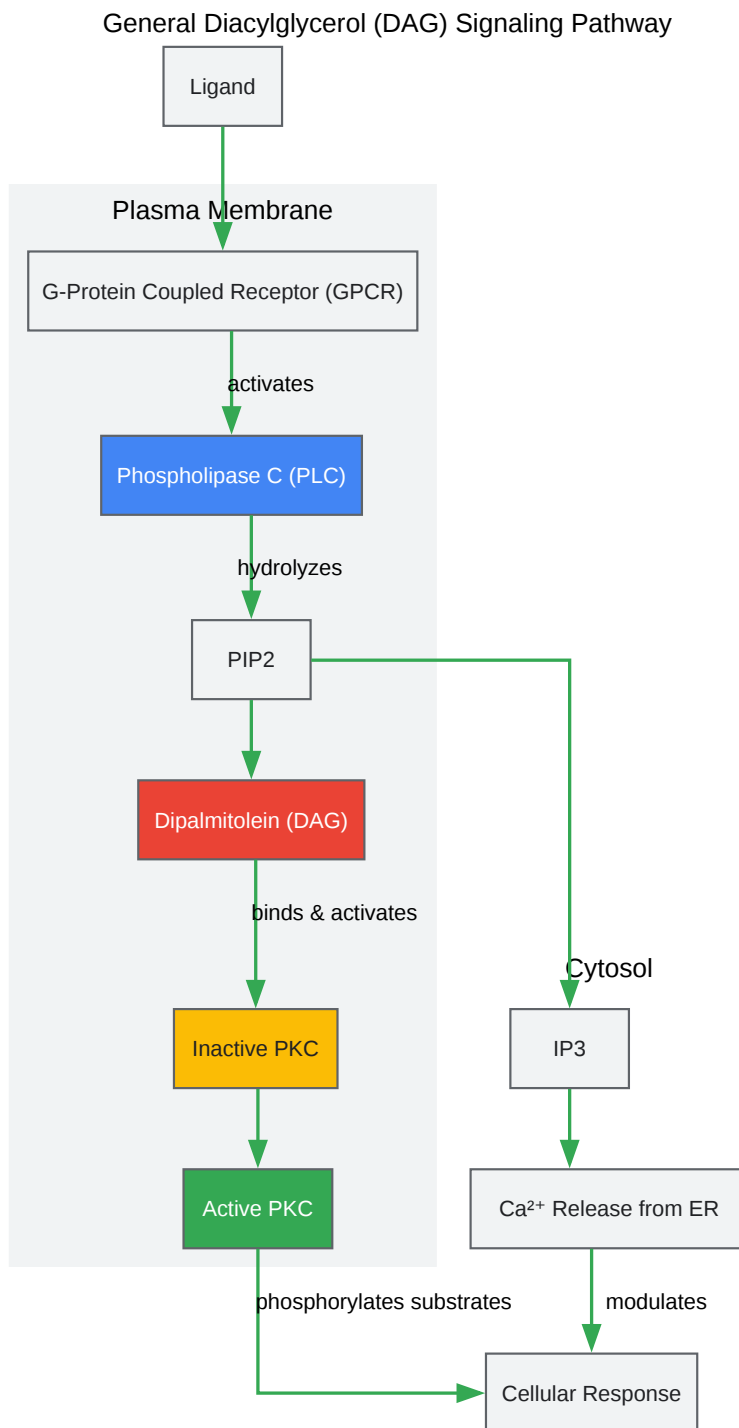 General Diacylglycerol (DAG) Signaling Pathway
Ligand
Plasma Membrane
G-Protein Coupled Receptor (GPCR)
activates
Phospholipase C (PLC)
hydrolyzes
PIP2
Dipalmitolein (DAG)
binds & activates
Cytosol
Inactive PKC
IP3
Active PKC
Ca²⁺ Release from ER
phosphorylates substrates
modulates
Cellular Response